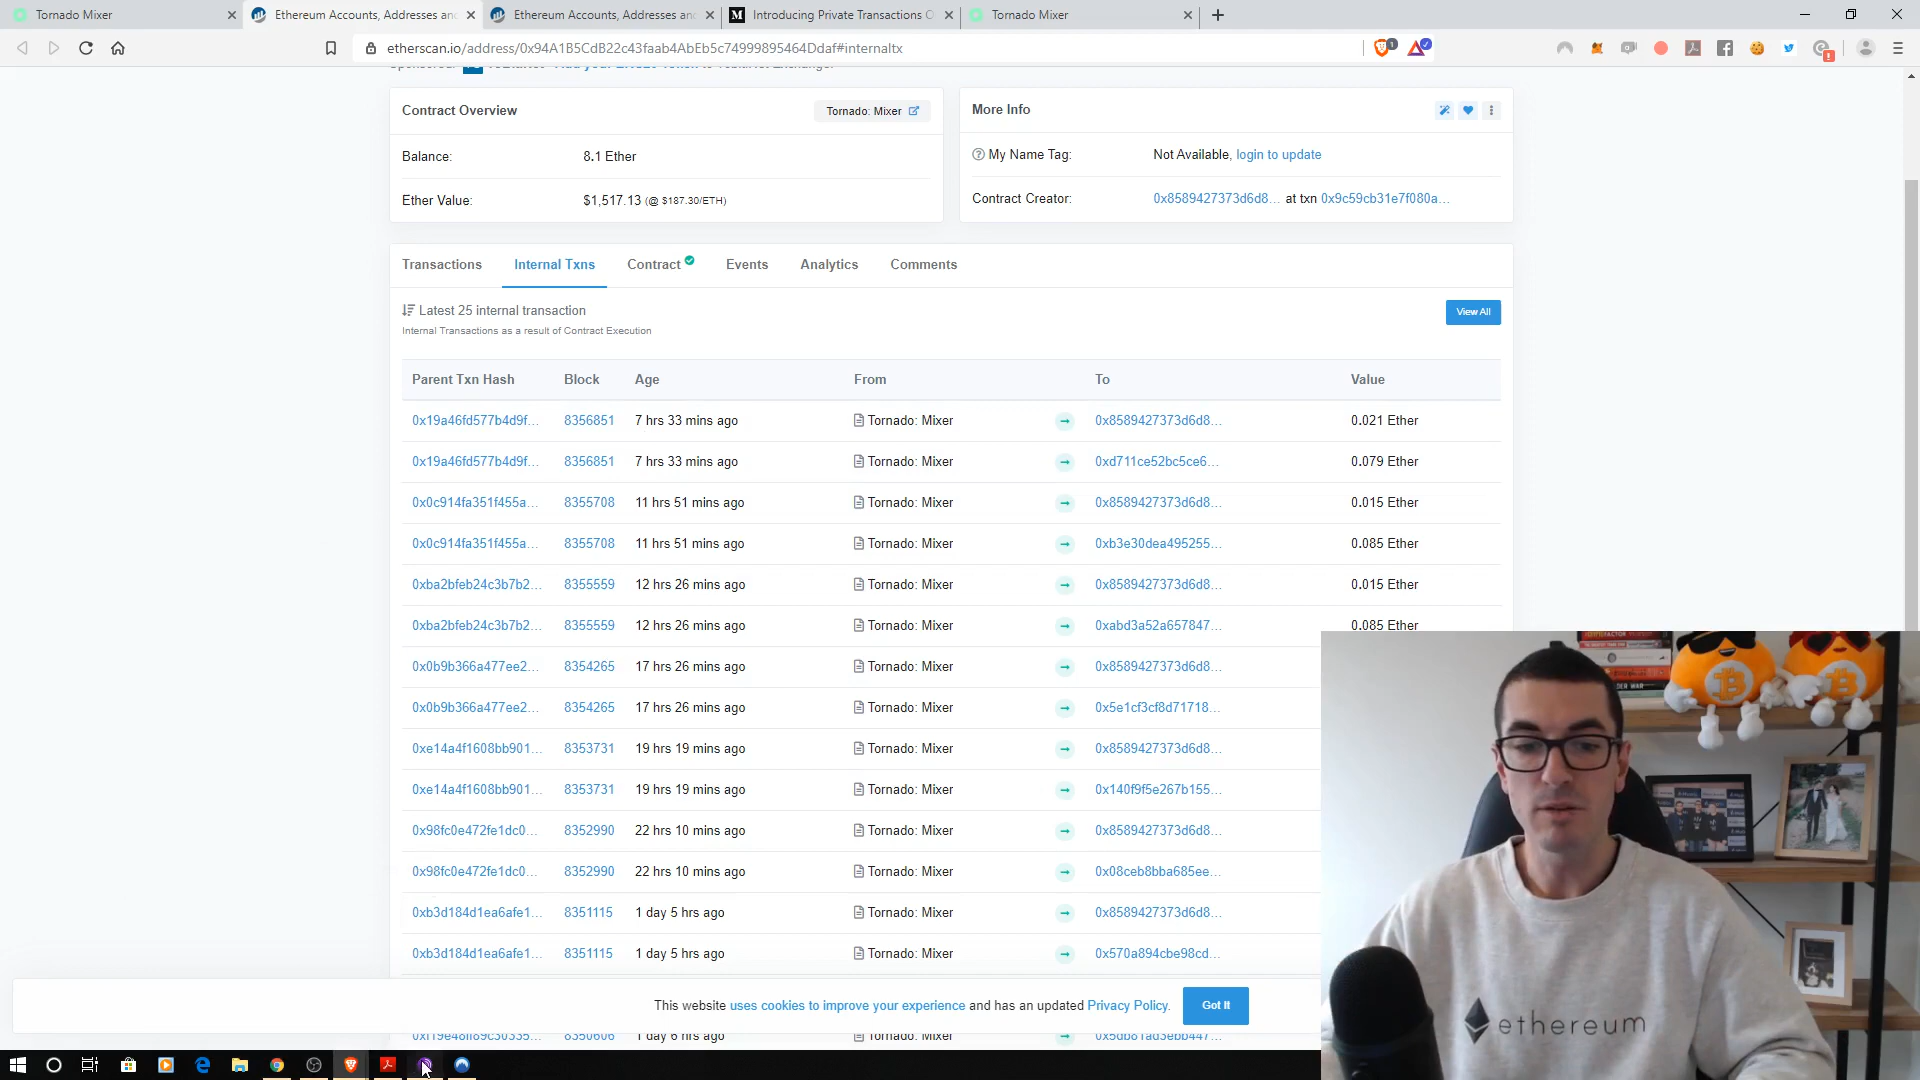 Tornado Mixer
Ethereum Accounts, Addresses and
Ethereum Accounts, Addresses and
Introducing Private Transactions O
Tornado Mixer
etherscan.io/address/0x94A1B5CdB22c43faab4AbEb5c74999895464Ddaf#internaltx
Contract Overview
Tornado: Mixer
Balance:
8.1 Ether
Ether Value:
$1,517.13 (@ $187.30/ETH)
More Info
My Name Tag:
Not Available, login to update
Contract Creator:
0x8589427373d6d8... at txn 0x9c59cb31e7f080a...
Transactions
Internal Txns
Contract
Events
Analytics
Comments
Latest 25 internal transaction
Internal Transactions as a result of Contract Execution
View All
Parent Txn Hash Block Age From To Value
0x19a46fd577b4d9f... 8356851 7 hrs 33 mins ago Tornado: Mixer 0x8589427373d6d8... 0.021 Ether
0x19a46fd577b4d9f... 8356851 7 hrs 33 mins ago Tornado: Mixer 0xd711ce52bc5ce6... 0.079 Ether
0x0c914fa351f455a... 8355708 11 hrs 51 mins ago Tornado: Mixer 0x8589427373d6d8... 0.015 Ether
0x0c914fa351f455a... 8355708 11 hrs 51 mins ago Tornado: Mixer 0xb3e30dea495255... 0.085 Ether
0xba2bfeb24c3b7b2... 8355559 12 hrs 26 mins ago Tornado: Mixer 0x8589427373d6d8... 0.015 Ether
0xba2bfeb24c3b7b2... 8355559 12 hrs 26 mins ago Tornado: Mixer 0xabd3a52a657847... 0.085 Ether
0x0b9b366a477ee2... 8354265 17 hrs 26 mins ago Tornado: Mixer 0x8589427373d6d8...
0x0b9b366a477ee2... 8354265 17 hrs 26 mins ago Tornado: Mixer 0x5e1cf3cf8d71718...
0xe14a4f1608bb901... 8353731 19 hrs 19 mins ago Tornado: Mixer 0x8589427373d6d8...
0xe14a4f1608bb901... 8353731 19 hrs 19 mins ago Tornado: Mixer 0x140f9f5e267b155...
0x98fc0e472fe1dc0... 8352990 22 hrs 10 mins ago Tornado: Mixer 0x8589427373d6d8...
0x98fc0e472fe1dc0... 8352990 22 hrs 10 mins ago Tornado: Mixer 0x08ceb8bba685ee...
0xb3d184d1ea6afe1... 8351115 1 day 5 hrs ago Tornado: Mixer 0x8589427373d6d8...
0xb3d184d1ea6afe1... 8351115 1 day 5 hrs ago Tornado: Mixer 0x570a894cbe98cd...
This website uses cookies to improve your experience and has an updated Privacy Policy.
Got It
8350606 1 day 6 hrs ago Tornado: Mixer
ethereum